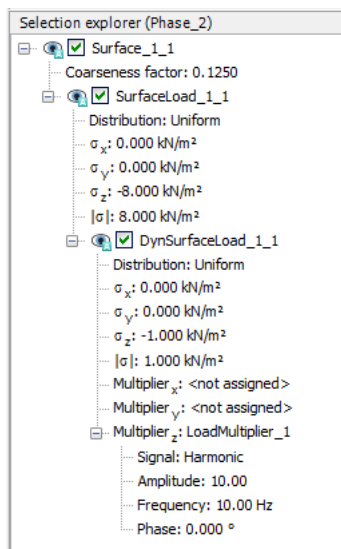 Selection explorer (Phase_2)
Surface_1_1
Coarseness factor: 0.1250
SurfaceLoad_1_1
Distribution: Uniform
σx: 0.000 kN/m²
σy: 0.000 kN/m²
σz: -8.000 kN/m²
|σ|: 8.000 kN/m²
DynSurfaceLoad_1_1
Distribution: Uniform
σx: 0.000 kN/m²
σy: 0.000 kN/m²
σz: -1.000 kN/m²
|σ|: 1.000 kN/m²
Multiplierx: <not assigned>
Multipliery: <not assigned>
Multiplierz: LoadMultiplier_1
Signal: Harmonic
Amplitude: 10.00
Frequency: 10.00 Hz
Phase: 0.000 °